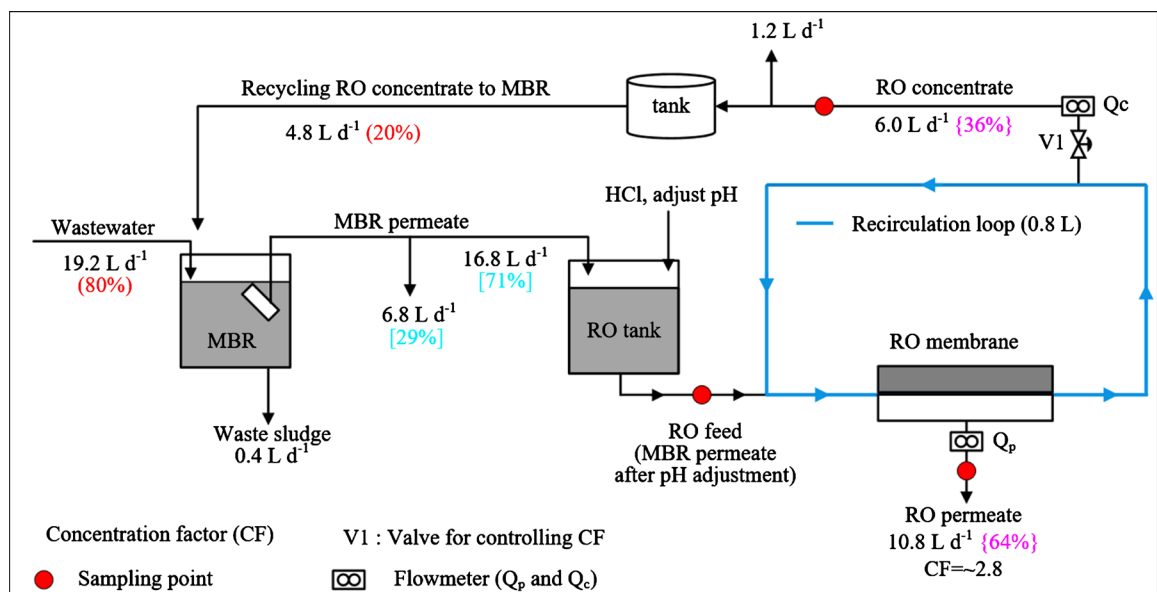 1.2 L d⁻¹
Recycling RO concentrate to MBR
4.8 L d⁻¹ (20%)
tank
RO concentrate
6.0 L d⁻¹ {36%}
Qc
V1
HCl, adjust pH
Recirculation loop (0.8 L)
Wastewater
19.2 L d⁻¹
(80%)
MBR permeate
16.8 L d⁻¹
[71%]
6.8 L d⁻¹
[29%]
MBR
RO tank
RO membrane
Waste sludge
0.4 L d⁻¹
RO feed
(MBR permeate
after pH adjustment)
Qₚ
RO permeate
10.8 L d⁻¹ {64%}
CF=~2.8
Concentration factor (CF)
V1 : Valve for controlling CF
Sampling point
Flowmeter (Qₚ and Q꜀)